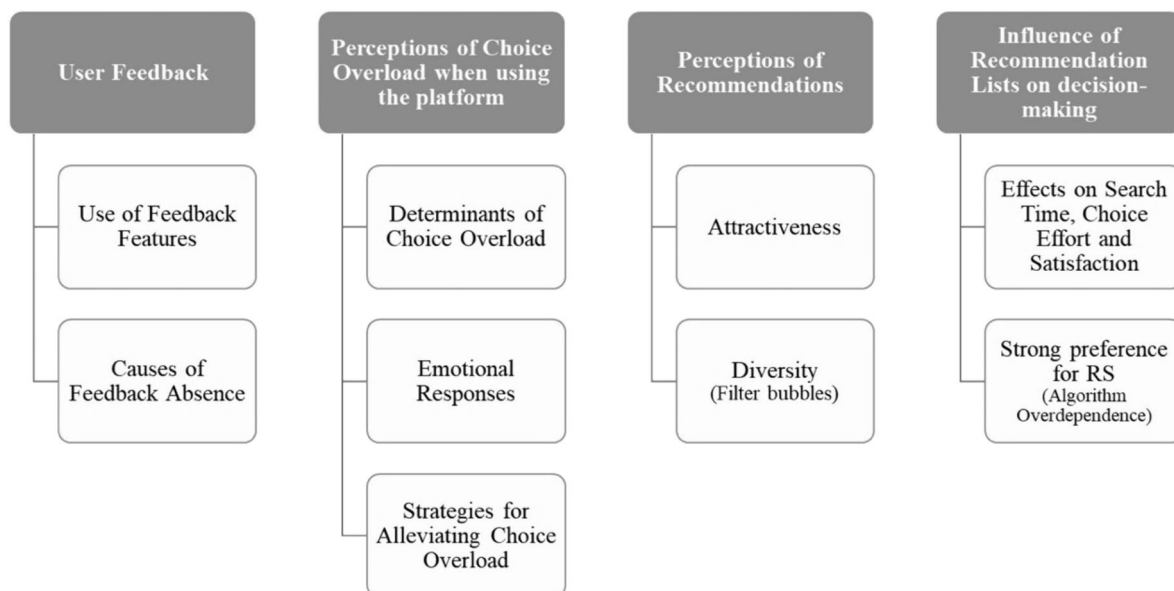 User Feedback
Use of Feedback
Features
Causes of
Feedback Absence
Perceptions of Choice
Overload when using
the platform
Determinants of
Choice Overload
Emotional
Responses
Strategies for
Alleviating Choice
Overload
Perceptions of
Recommendations
Attractiveness
Diversity
(Filter bubbles)
Influence of
Recommendation
Lists on decision-
making
Effects on Search
Time, Choice
Effort and
Satisfaction
Strong preference
for RS
(Algorithm
Overdependence)